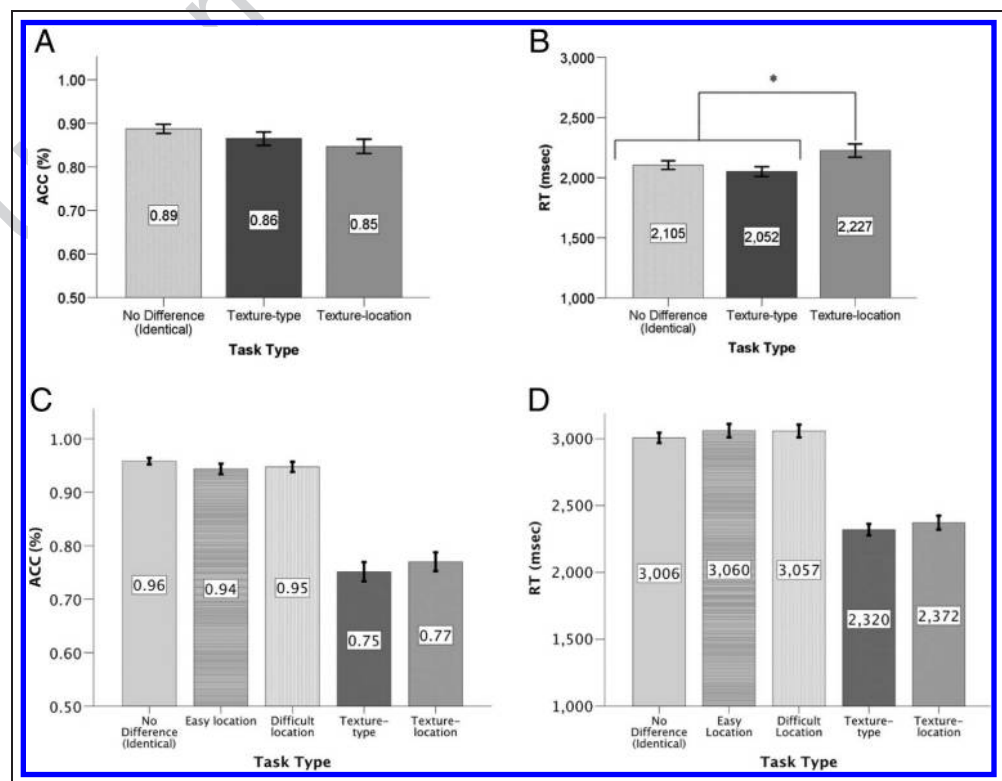 A
ACC (%)
1.00
0.90
0.80
0.70
0.60
0.50
0.89
0.86
0.85
No Difference
(Identical)
Texture-type
Texture-location
Task Type
B
RT (msec)
3,000
2,500
2,000
1,500
1,000
*
2,105
2,052
2,227
No Difference
(Identical)
Texture-type
Texture-location
Task Type
C
ACC (%)
1.00
0.90
0.80
0.70
0.60
0.50
0.96
0.94
0.95
0.75
0.77
No
Difference
(Identical)
Easy location
Difficult
location
Texture-
type
Texture-
location
Task Type
D
RT (msec)
3,000
2,500
2,000
1,500
1,000
3,006
3,060
3,057
2,320
2,372
No
Difference
(Identical)
Easy
Location
Difficult
Location
Texture-
type
Texture-
location
Task Type